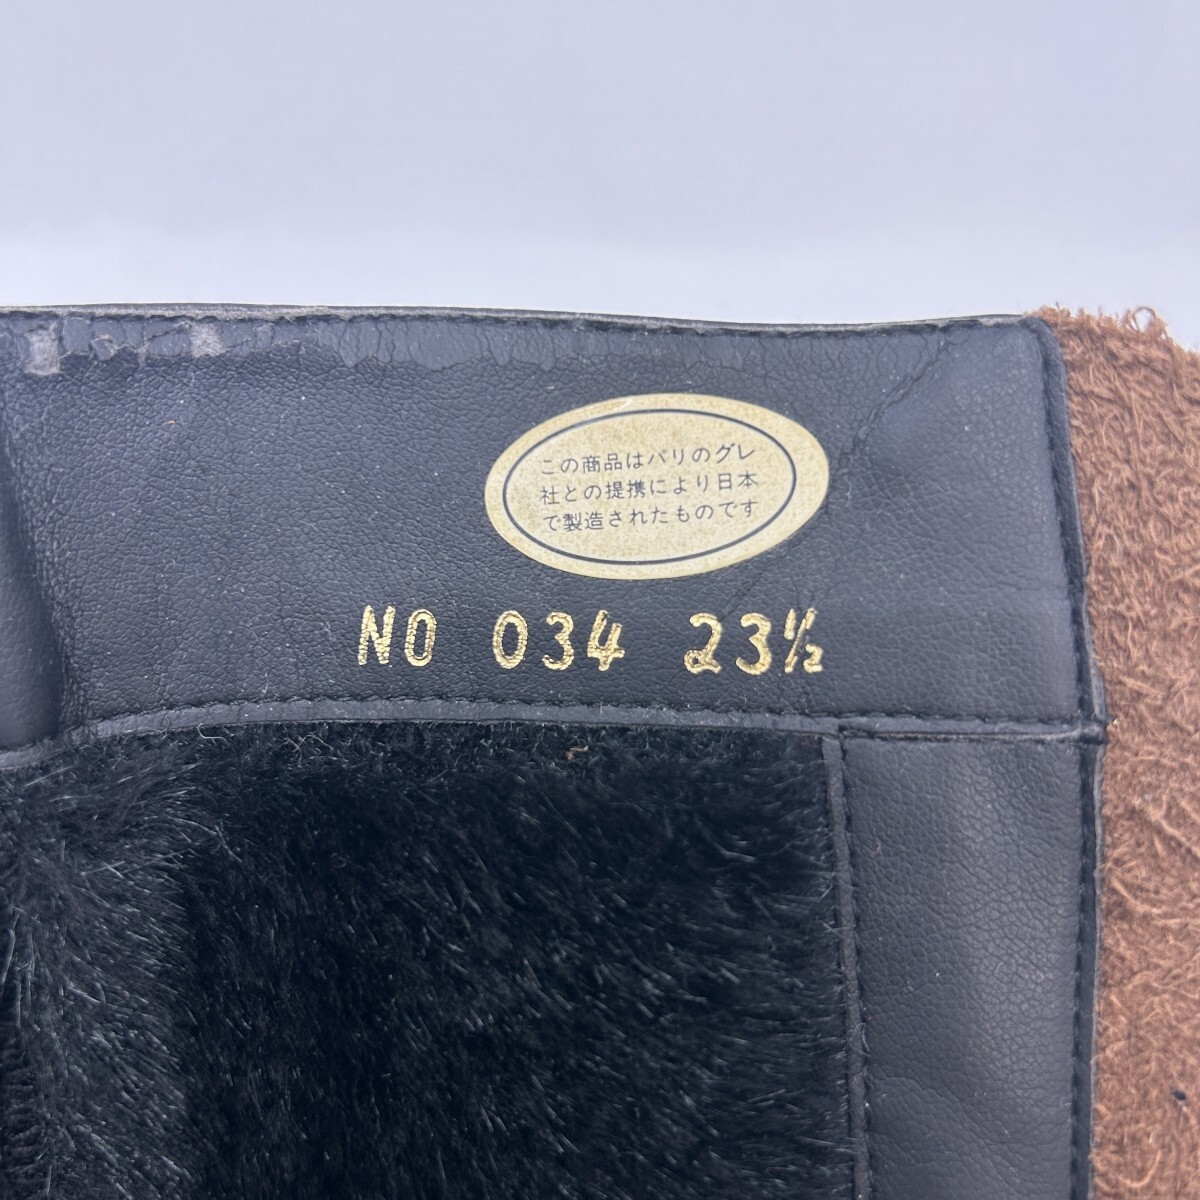 この商品はパリのグレ
社との提携により日本
で製造されたものです
NO 034 23½